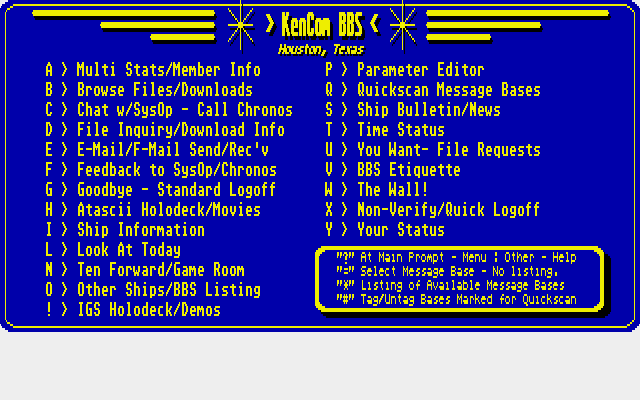 > KenCom BBS <
Houston, Texas
A > Multi Stats/Member Info
B > Browse Files/Downloads
C > Chat w/SysOp - Call Chronos
D > File Inquiry/Download Info
E > E-Mail/F-Mail Send/Rec'v
F > Feedback to SysOp/Chronos
G > Goodbye - Standard Logoff
H > Atascii Holodeck/Movies
I > Ship Information
L > Look At Today
N > Ten Forward/Game Room
O > Other Ships/BBS Listing
! > IGS Holodeck/Demos
P > Parameter Editor
Q > Quickscan Message Bases
S > Ship Bulletin/News
T > Time Status
U > You Want- File Requests
V > BBS Etiquette
W > The Wall!
X > Non-Verify/Quick Logoff
Y > Your Status
"?" At Main Prompt - Menu | Other - Help
"=" Select Message Base - No listing.
"*" Listing of Available Message Bases
"#" Tag/Untag Bases Marked for Quickscan